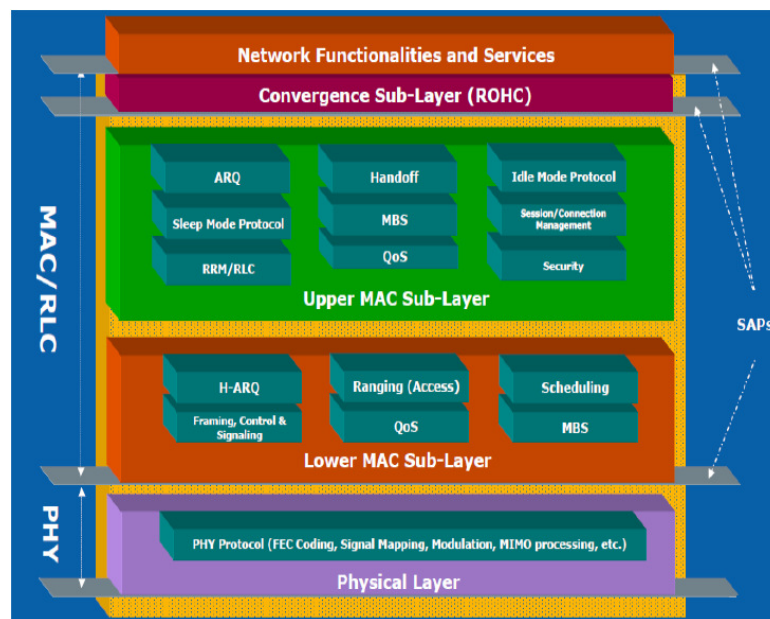 Network Functionalities and Services
Convergence Sub-Layer (ROHC)
ARQ
Handoff
Idle Mode Protocol
Sleep Mode Protocol
MBS
Session/Connection
Management
RRM/RLC
QoS
Security
Upper MAC Sub-Layer
MAC/RLC
SAPs
H-ARQ
Ranging (Access)
Scheduling
Framing, Control &
Signaling
QoS
MBS
Lower MAC Sub-Layer
PHY
PHY Protocol (FEC Coding, Signal Mapping, Modulation, MIMO processing, etc.)
Physical Layer